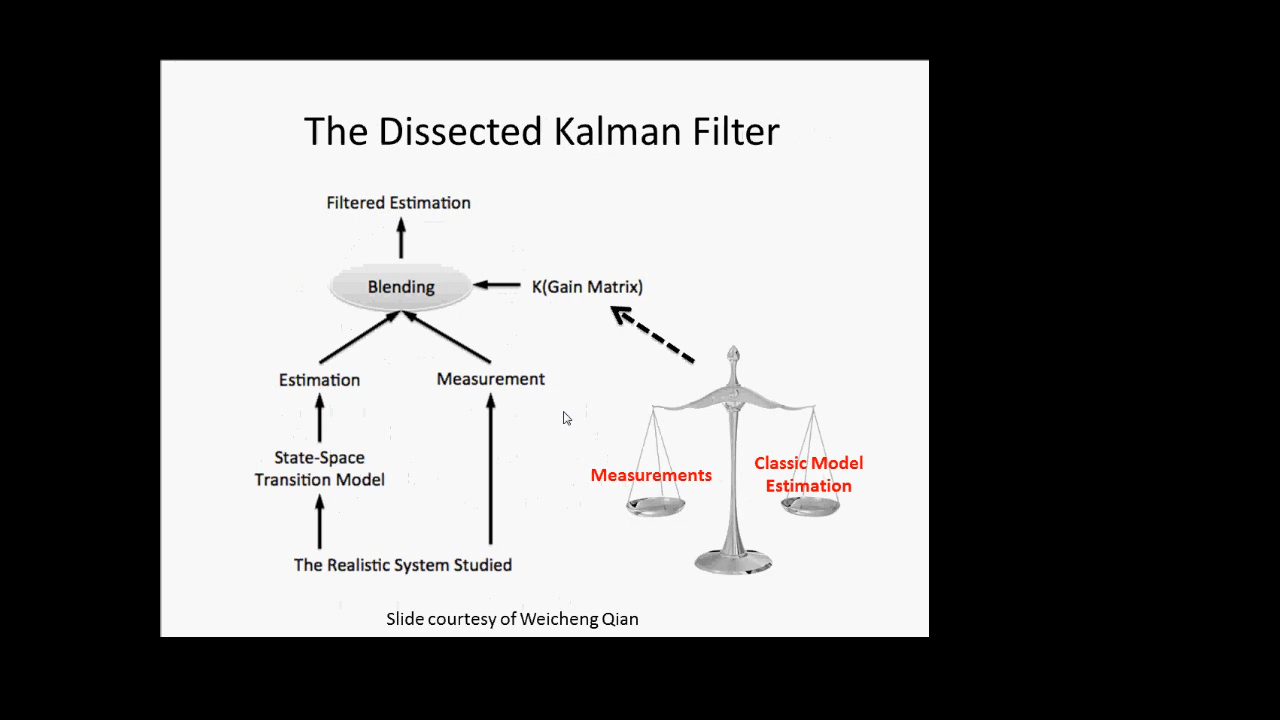 The Dissected Kalman Filter
Filtered Estimation
Blending
K(Gain Matrix)
Estimation
Measurement
State-Space
Transition Model
The Realistic System Studied
Measurements
Classic Model
Estimation
Slide courtesy of Weicheng Qian